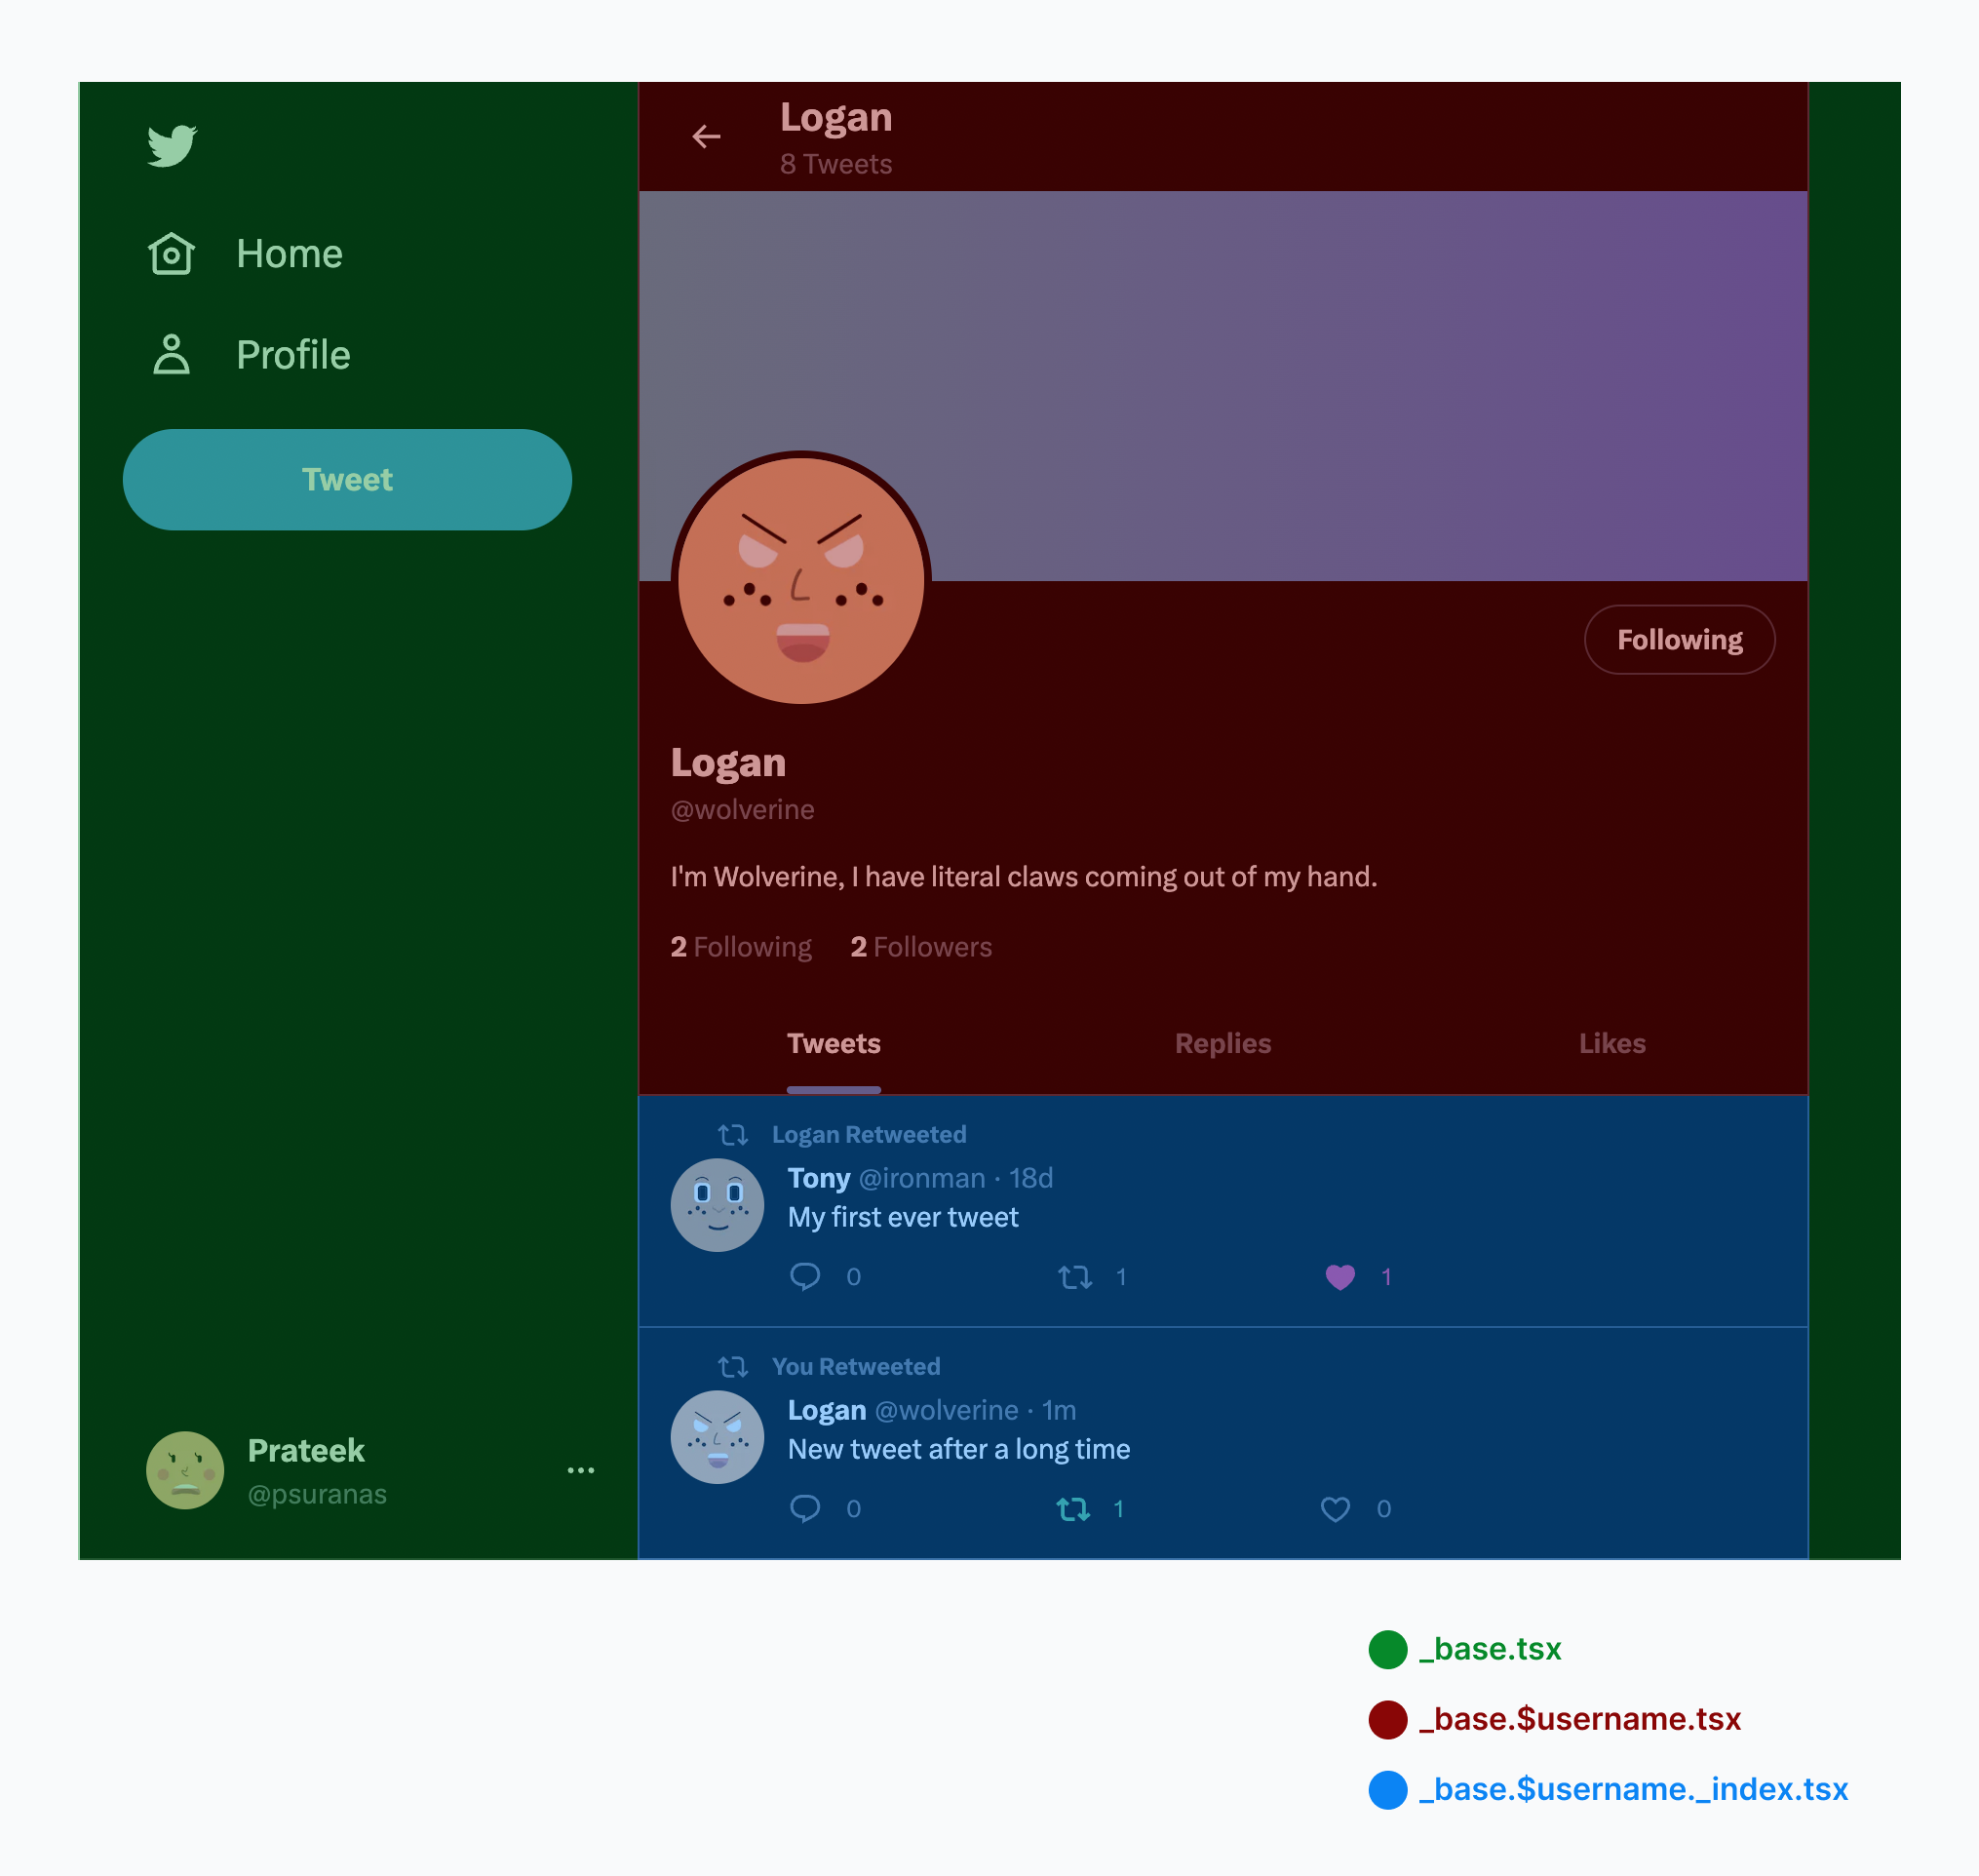 Home
Profile
Tweet
Prateek
@psuranas
Logan
8 Tweets
Following
Logan
@wolverine
I'm Wolverine, I have literal claws coming out of my hand.
2 Following 2 Followers
Tweets Replies Likes
Logan Retweeted
Tony @ironman · 18d
My first ever tweet
0 1 1
You Retweeted
Logan @wolverine · 1m
New tweet after a long time
0 1 0
_base.tsx
_base.$username.tsx
_base.$username._index.tsx